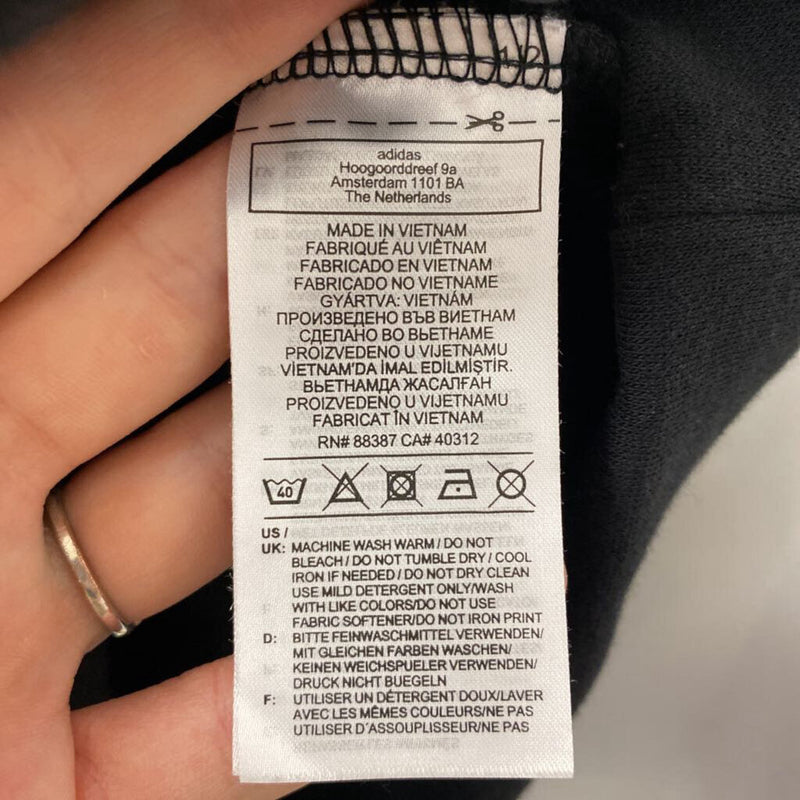 1/2
adidas
Hoogoorddreef 9a
Amsterdam 1101 BA
The Netherlands
MADE IN VIETNAM
FABRIQUÉ AU VIÊTNAM
FABRICADO EN VIETNAM
FABRICADO NO VIETNAME
GYÁRTVA: VIETNÁM
ПРОИЗВЕДЕНО ВЪВ ВИЕТНАМ
СДЕЛАНО ВО ВЬЕТНАМЕ
PROIZVEDENO U VIJETNAMU
VİETNAM'DA İMAL EDİLMİŞTİR.
ВЬЕТНАМДА ЖАСАЛҒАН
PROIZVEDENO U VIJETNAMU
FABRICAT ÎN VIETNAM
RN# 88387 CA# 40312
40
US /
UK: MACHINE WASH WARM / DO NOT
BLEACH / DO NOT TUMBLE DRY / COOL
IRON IF NEEDED / DO NOT DRY CLEAN
USE MILD DETERGENT ONLY/WASH
WITH LIKE COLORS/DO NOT USE
FABRIC SOFTENER/DO NOT IRON PRINT
D: BITTE FEINWASCHMITTEL VERWENDEN/
MIT GLEICHEN FARBEN WASCHEN/
KEINEN WEICHSPUELER VERWENDEN/
DRUCK NICHT BUEGELN
F: UTILISER UN DÉTERGENT DOUX/LAVER
AVEC LES MÊMES COULEURS/NE PAS
UTILISER D'ASSOUPLISSEUR/NE PAS